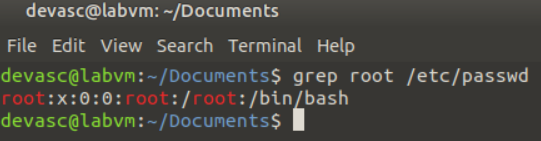 devasc@labvm: ~/Documents
File Edit View Search Terminal Help
devasc@labvm:~/Documents$ grep root /etc/passwd
root:x:0:0:root:/root:/bin/bash
devasc@labvm:~/Documents$